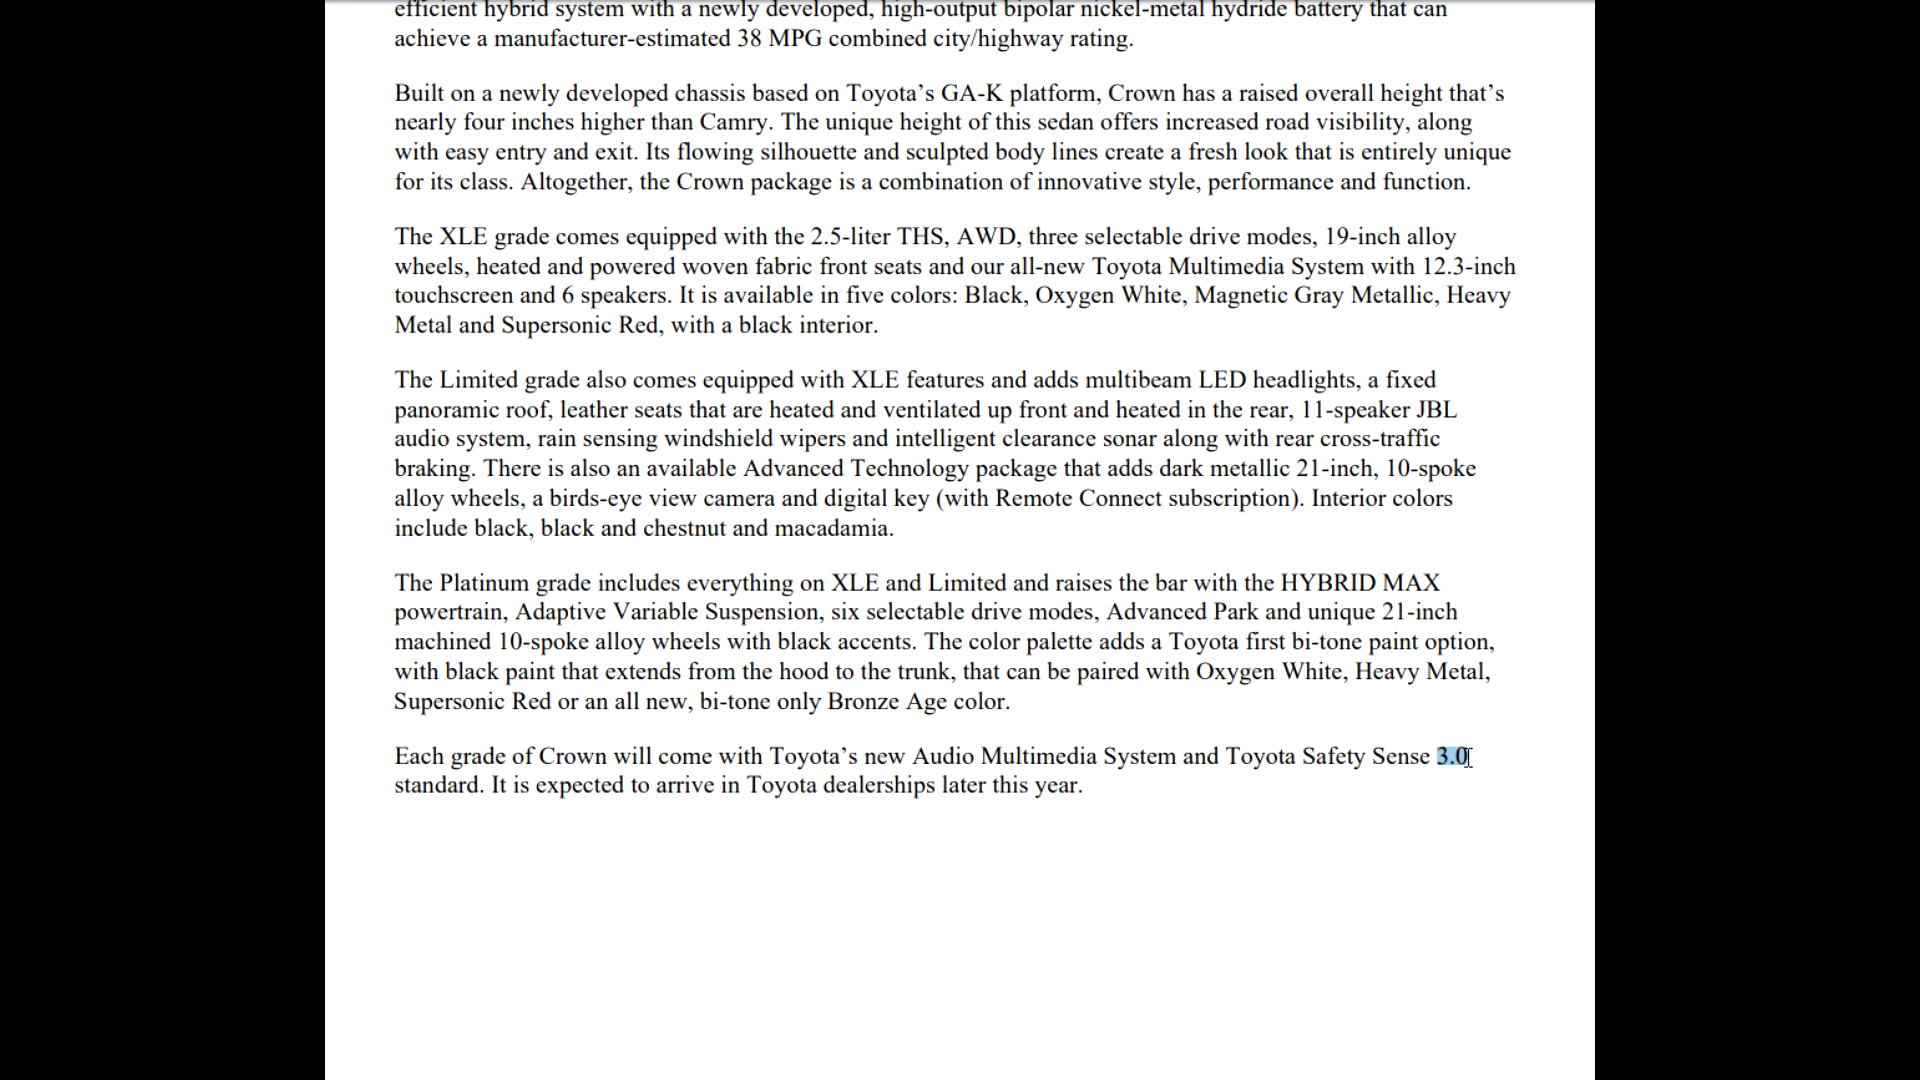 efficient hybrid system with a newly developed, high-output bipolar nickel-metal hydride battery that can
achieve a manufacturer-estimated 38 MPG combined city/highway rating.
Built on a newly developed chassis based on Toyota’s GA-K platform, Crown has a raised overall height that’s
nearly four inches higher than Camry. The unique height of this sedan offers increased road visibility, along
with easy entry and exit. Its flowing silhouette and sculpted body lines create a fresh look that is entirely unique
for its class. Altogether, the Crown package is a combination of innovative style, performance and function.
The XLE grade comes equipped with the 2.5-liter THS, AWD, three selectable drive modes, 19-inch alloy
wheels, heated and powered woven fabric front seats and our all-new Toyota Multimedia System with 12.3-inch
touchscreen and 6 speakers. It is available in five colors: Black, Oxygen White, Magnetic Gray Metallic, Heavy
Metal and Supersonic Red, with a black interior.
The Limited grade also comes equipped with XLE features and adds multibeam LED headlights, a fixed
panoramic roof, leather seats that are heated and ventilated up front and heated in the rear, 11-speaker JBL
audio system, rain sensing windshield wipers and intelligent clearance sonar along with rear cross-traffic
braking. There is also an available Advanced Technology package that adds dark metallic 21-inch, 10-spoke
alloy wheels, a birds-eye view camera and digital key (with Remote Connect subscription). Interior colors
include black, black and chestnut and macadamia.
The Platinum grade includes everything on XLE and Limited and raises the bar with the HYBRID MAX
powertrain, Adaptive Variable Suspension, six selectable drive modes, Advanced Park and unique 21-inch
machined 10-spoke alloy wheels with black accents. The color palette adds a Toyota first bi-tone paint option,
with black paint that extends from the hood to the trunk, that can be paired with Oxygen White, Heavy Metal,
Supersonic Red or an all new, bi-tone only Bronze Age color.
Each grade of Crown will come with Toyota’s new Audio Multimedia System and Toyota Safety Sense 3.0
standard. It is expected to arrive in Toyota dealerships later this year.